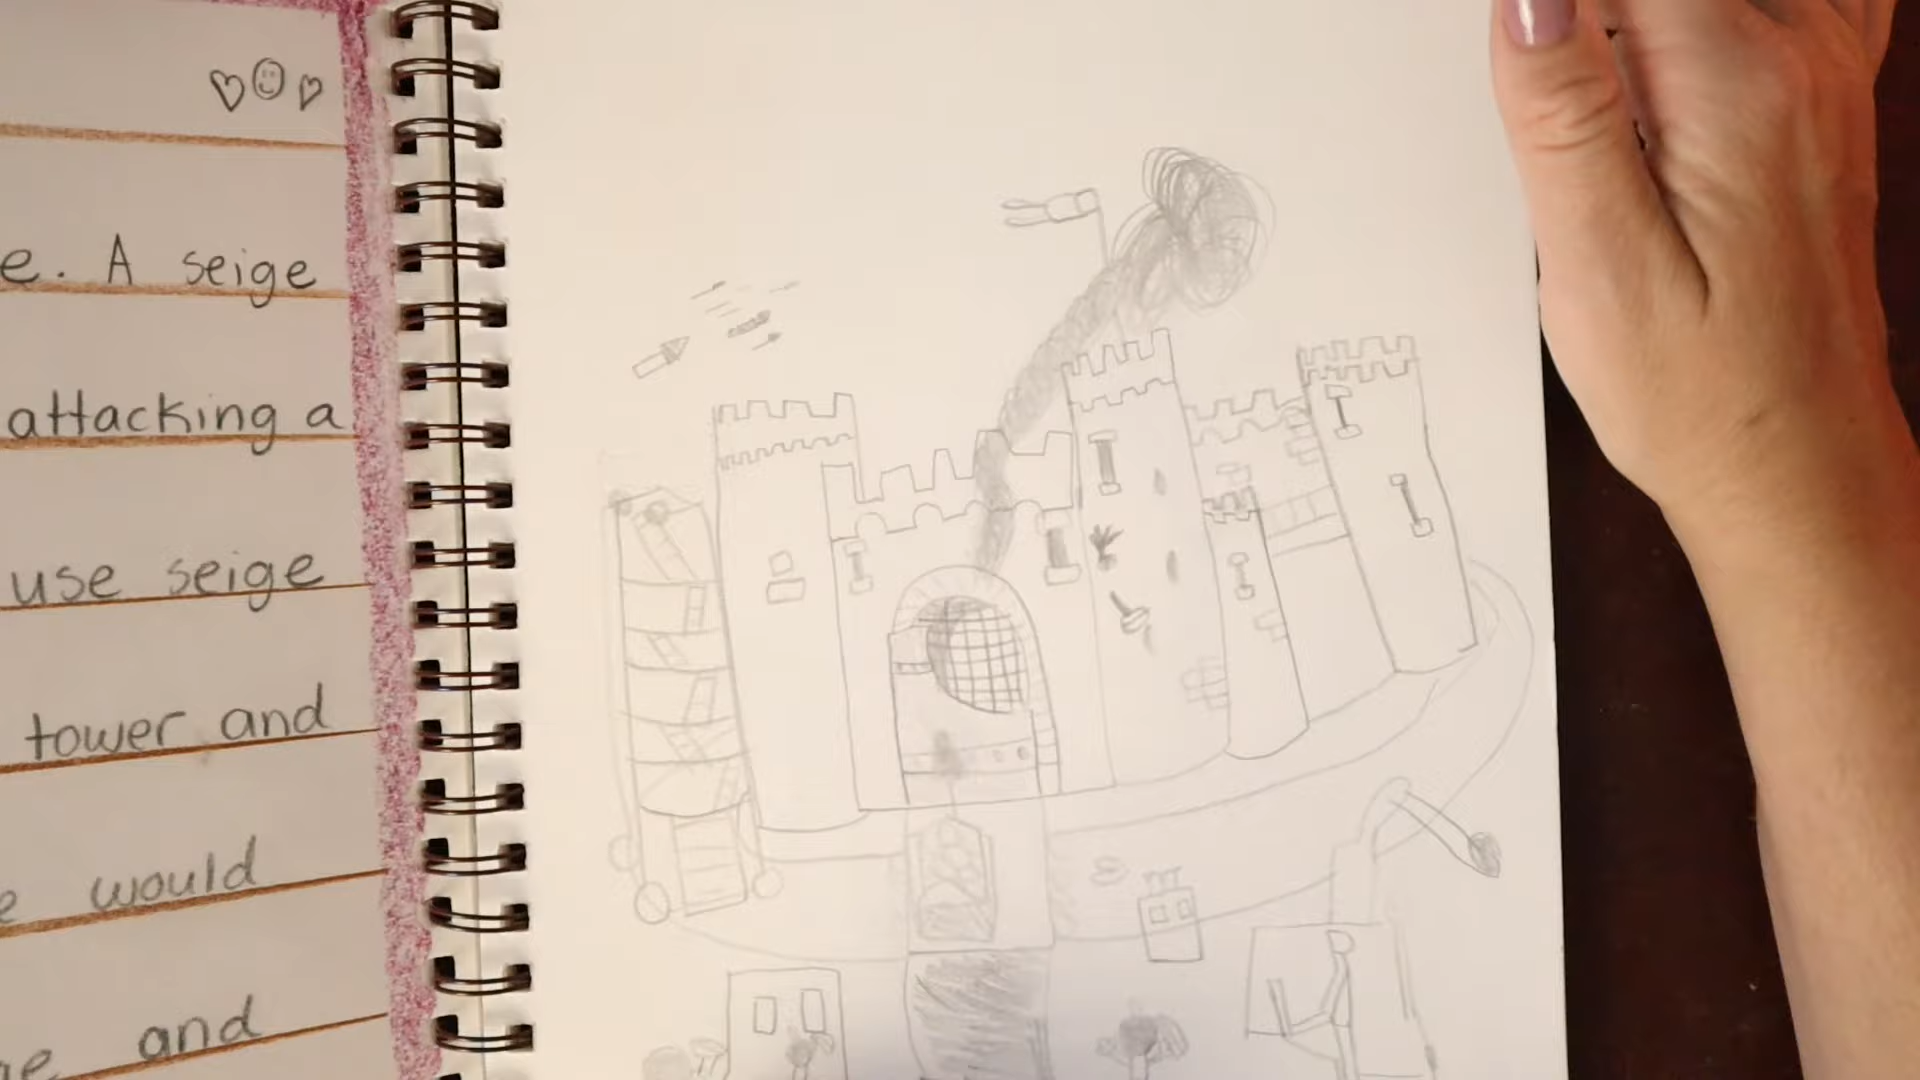 e. A seige
attacking a
use seige
tower and
would
and